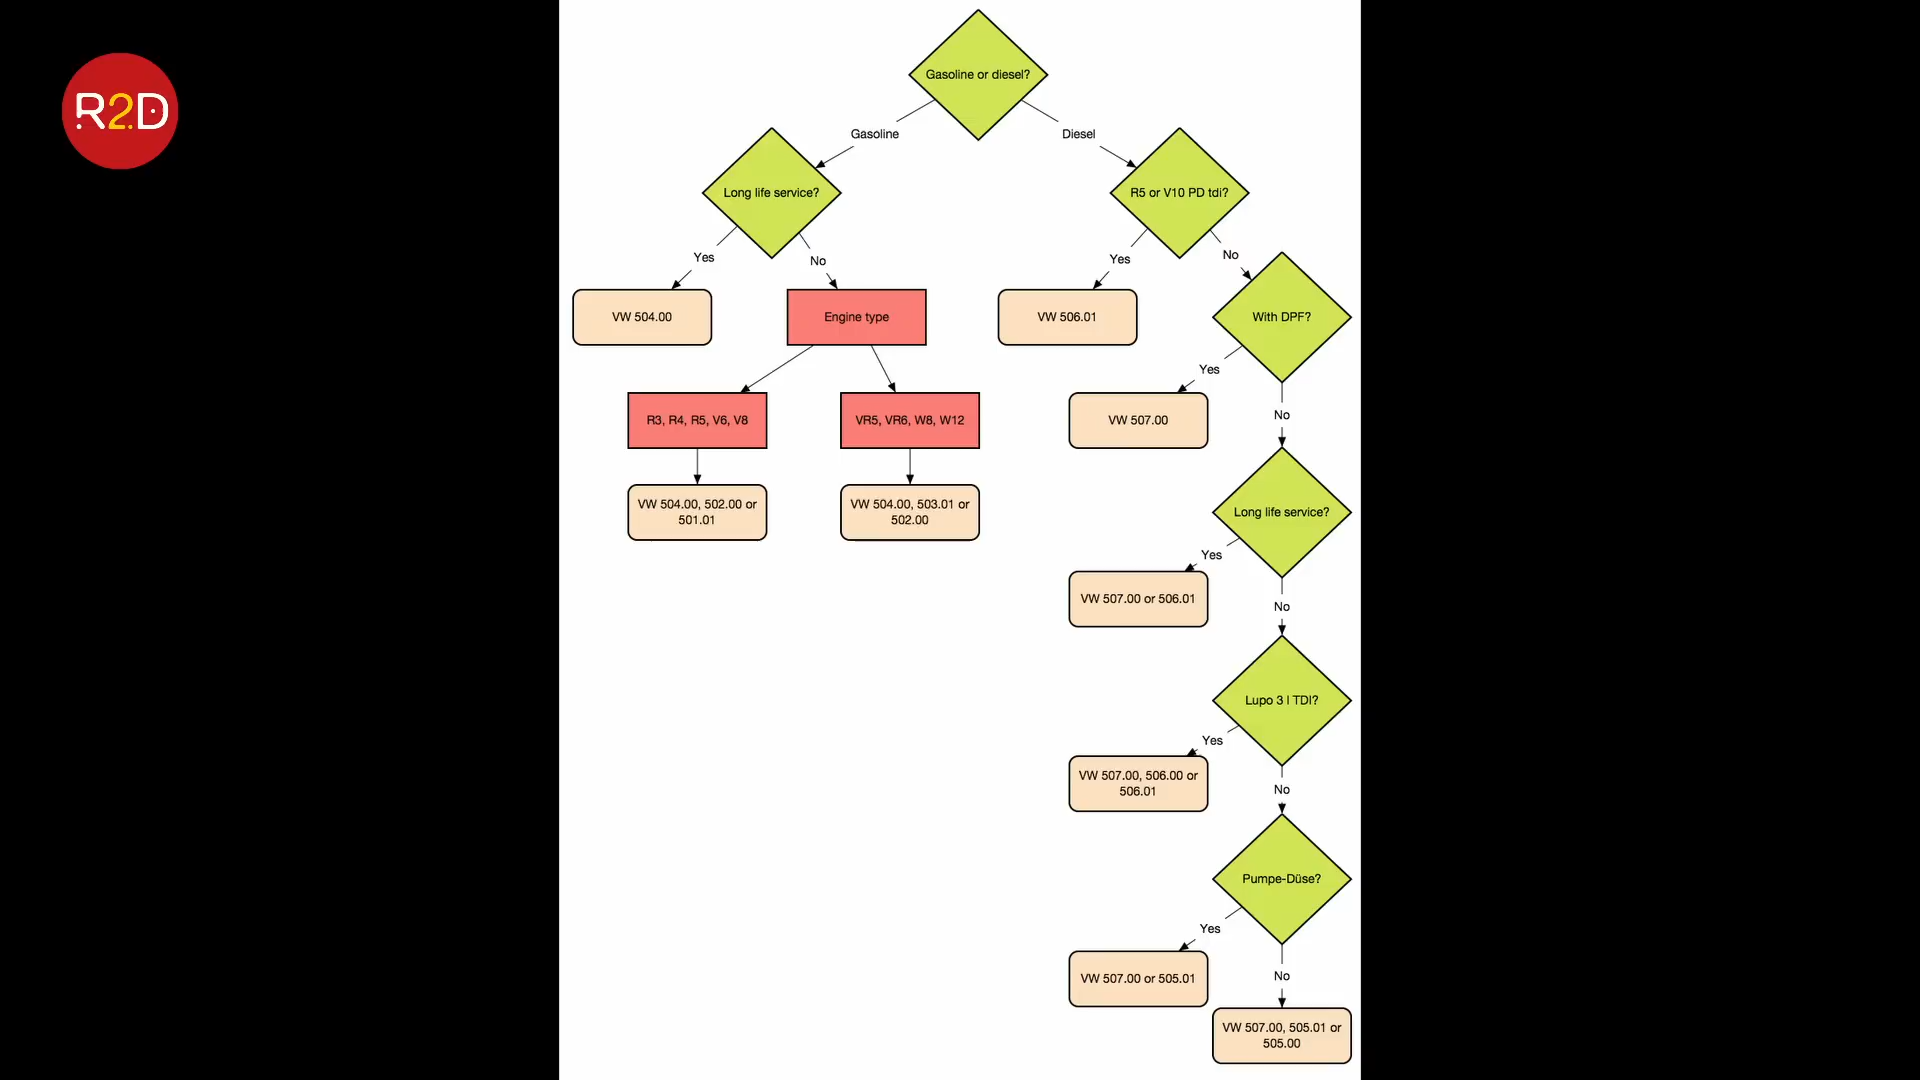 R2D
Gasoline or diesel?
Gasoline
Diesel
Long life service?
R5 or V10 PD tdi?
Yes
No
Yes
No
VW 504.00
Engine type
VW 506.01
With DPF?
Yes
No
R3, R4, R5, V6, V8
VR5, VR6, W8, W12
VW 507.00
VW 504.00, 502.00 or
501.01
VW 504.00, 503.01 or
502.00
Long life service?
Yes
No
VW 507.00 or 506.01
Lupo 3 l TDI?
Yes
No
VW 507.00, 506.00 or
506.01
Pumpe-Düse?
Yes
No
VW 507.00 or 505.01
VW 507.00, 505.01 or
505.00